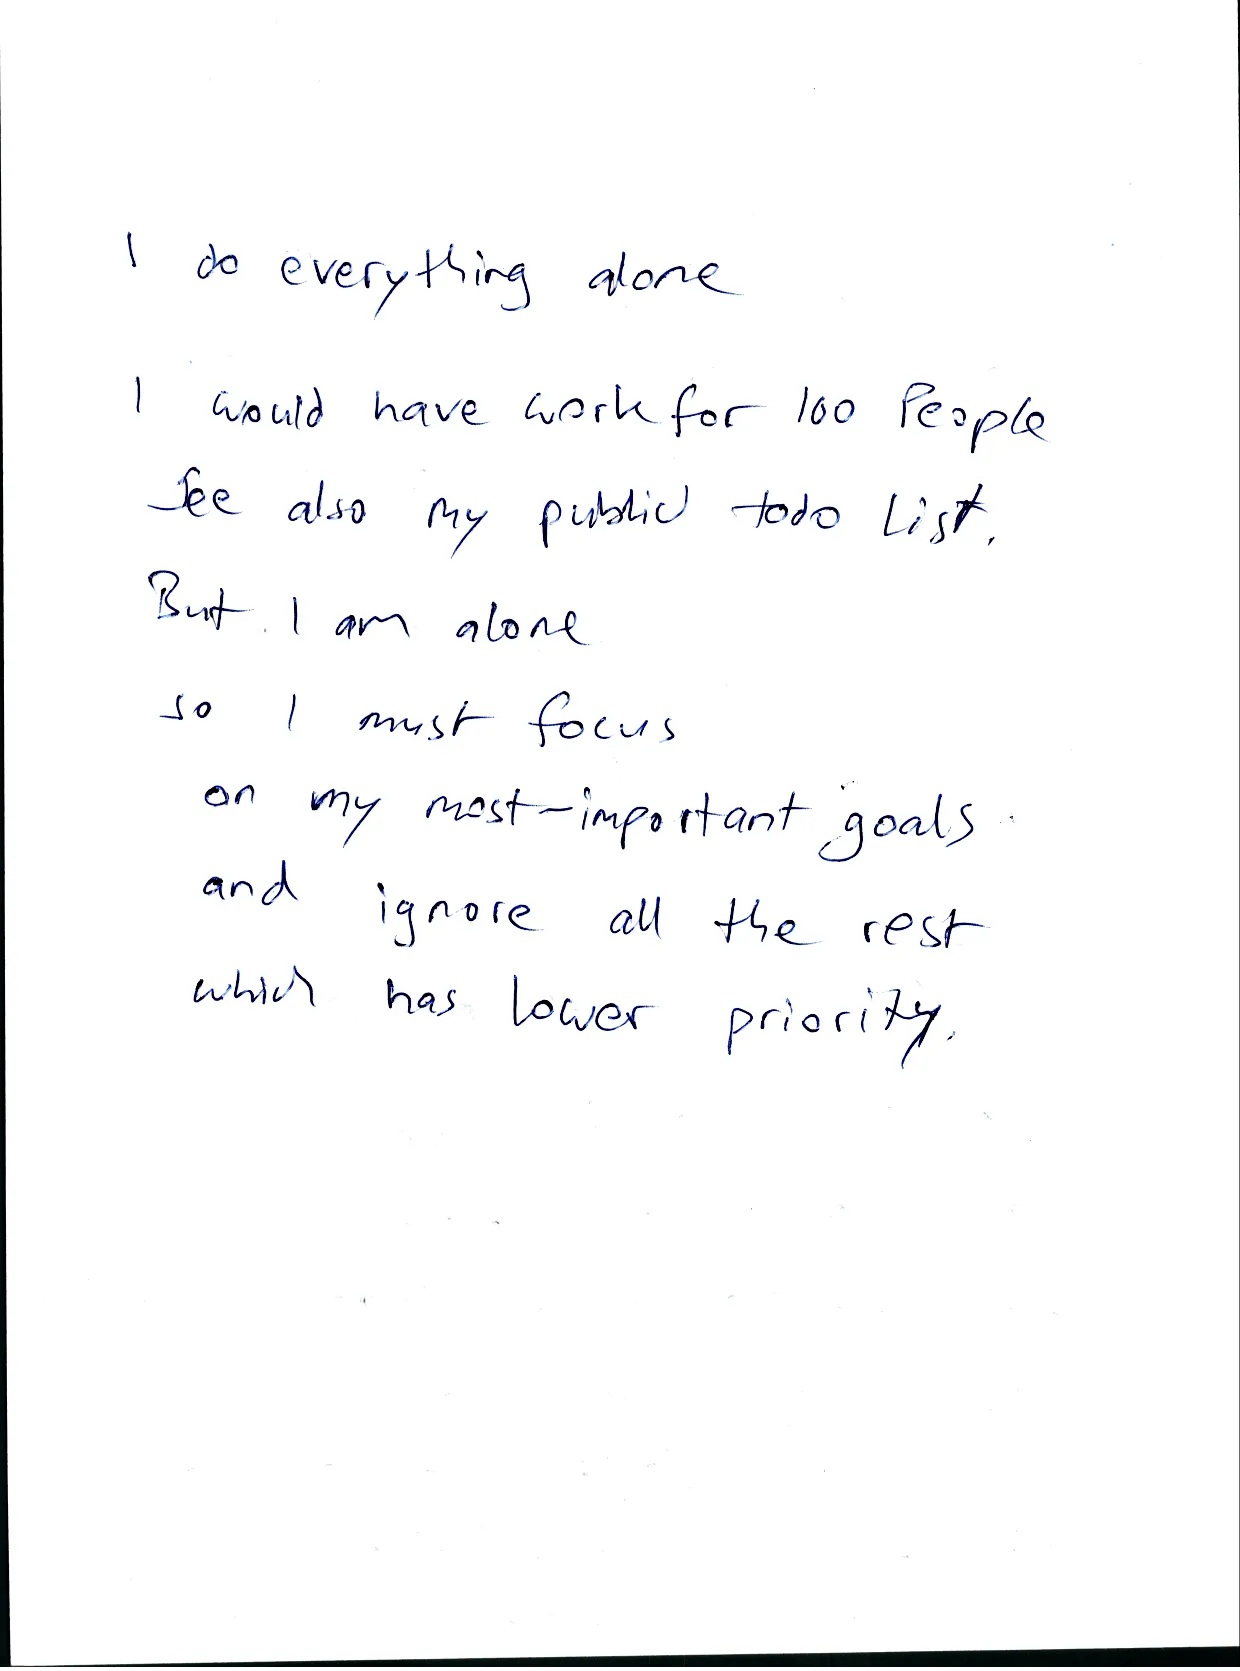 I do everything alone
I would have work for 100 People
See also my public todo List.
But I am alone
so I must focus
on my most-important goals
and ignore all the rest
which has lower priority.